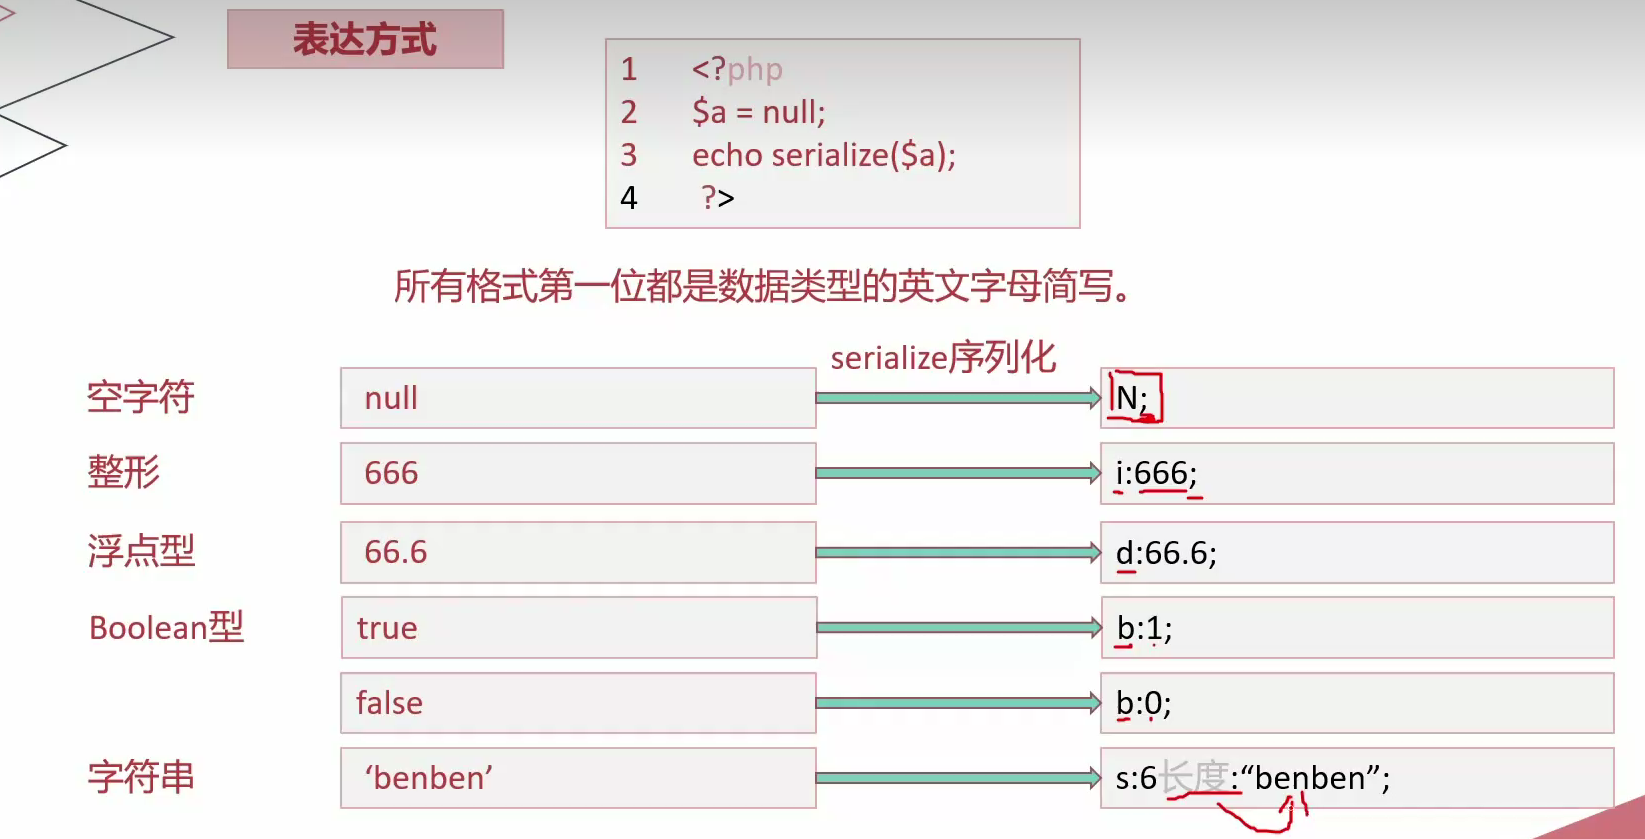 表达方式
1 <?php
2 $a = null;
3 echo serialize($a);
4 ?>
所有格式第一位都是数据类型的英文字母简写。
serialize序列化
空字符 null N;
整形 666 i:666;
浮点型 66.6 d:66.6;
Boolean型 true b:1;
false b:0;
字符串 ‘benben’ s:6长度:“benben”;